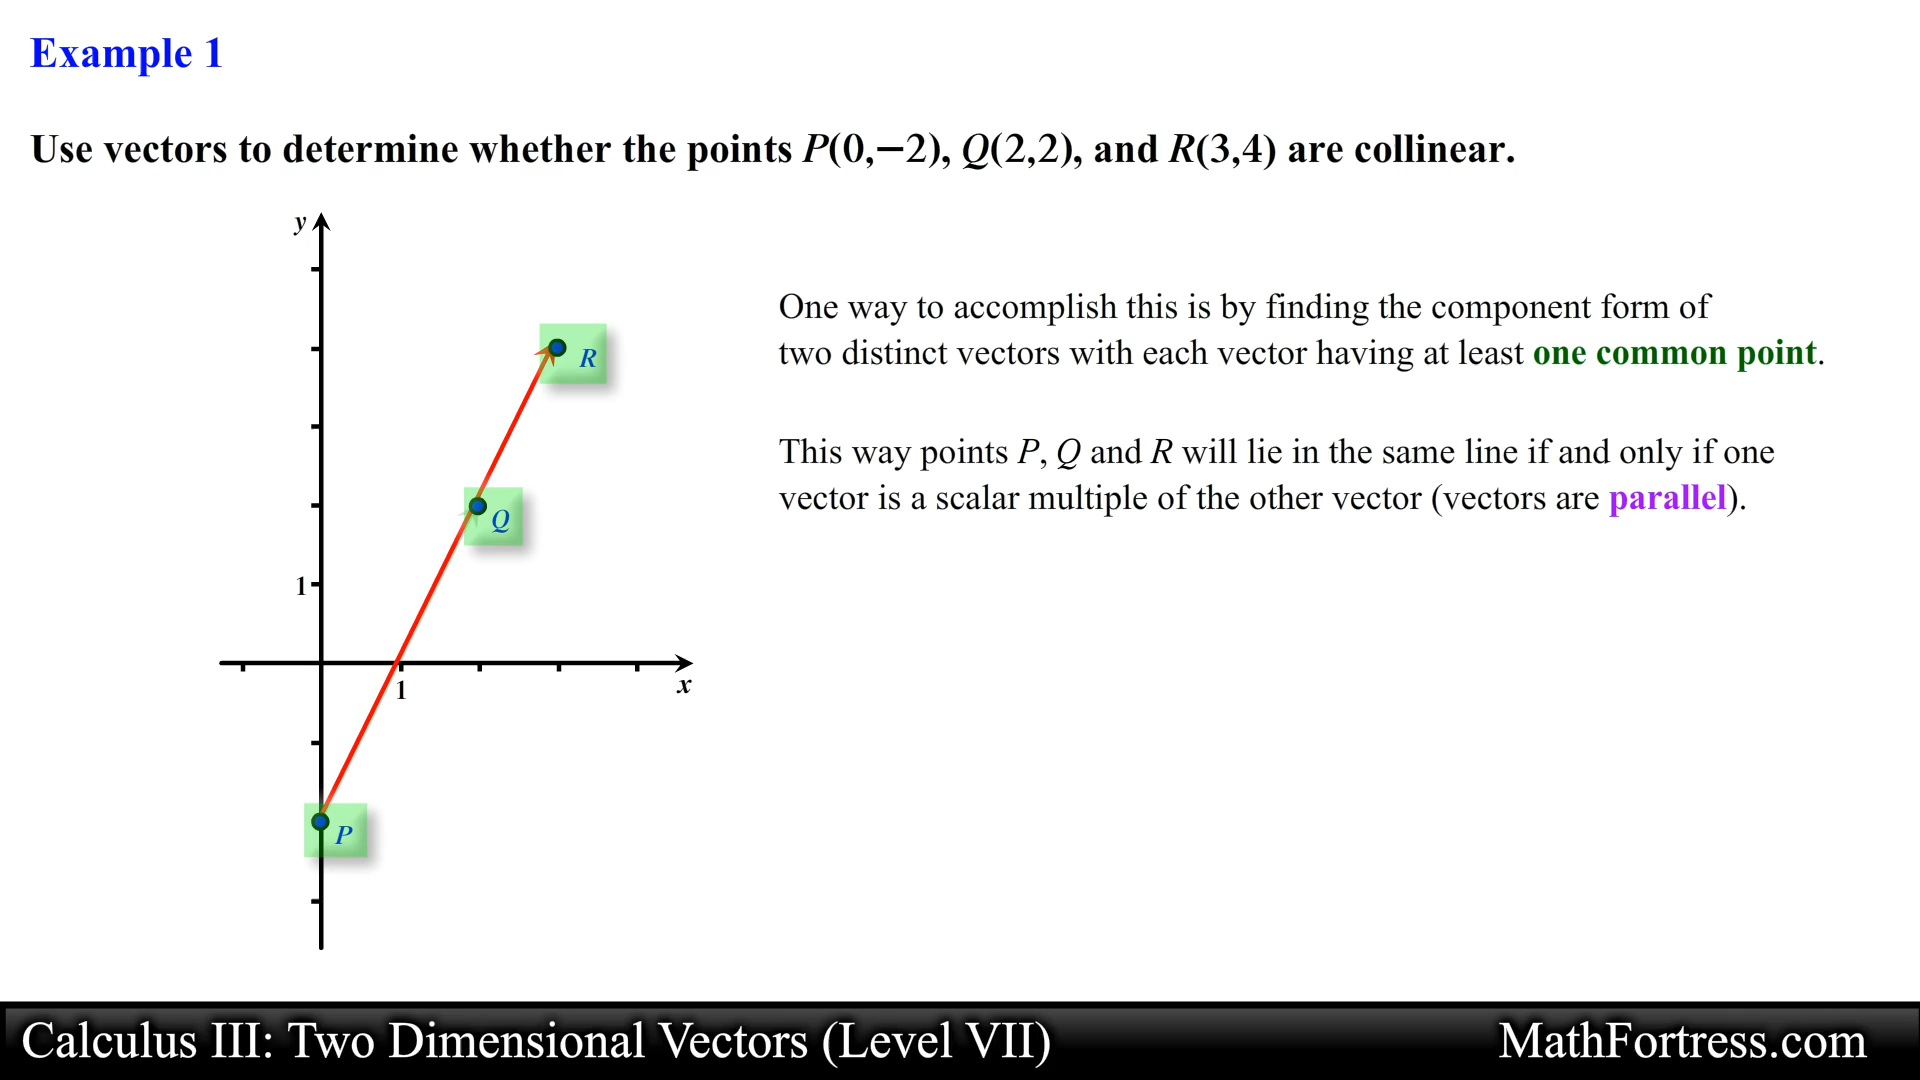 Example 1
Use vectors to determine whether the points P(0,−2), Q(2,2), and R(3,4) are collinear.
y
One way to accomplish this is by finding the component form of
two distinct vectors with each vector having at least one common point.
R
This way points P, Q and R will lie in the same line if and only if one
vector is a scalar multiple of the other vector (vectors are parallel).
Q
1
1
x
P
Calculus III: Two Dimensional Vectors (Level VII)
MathFortress.com